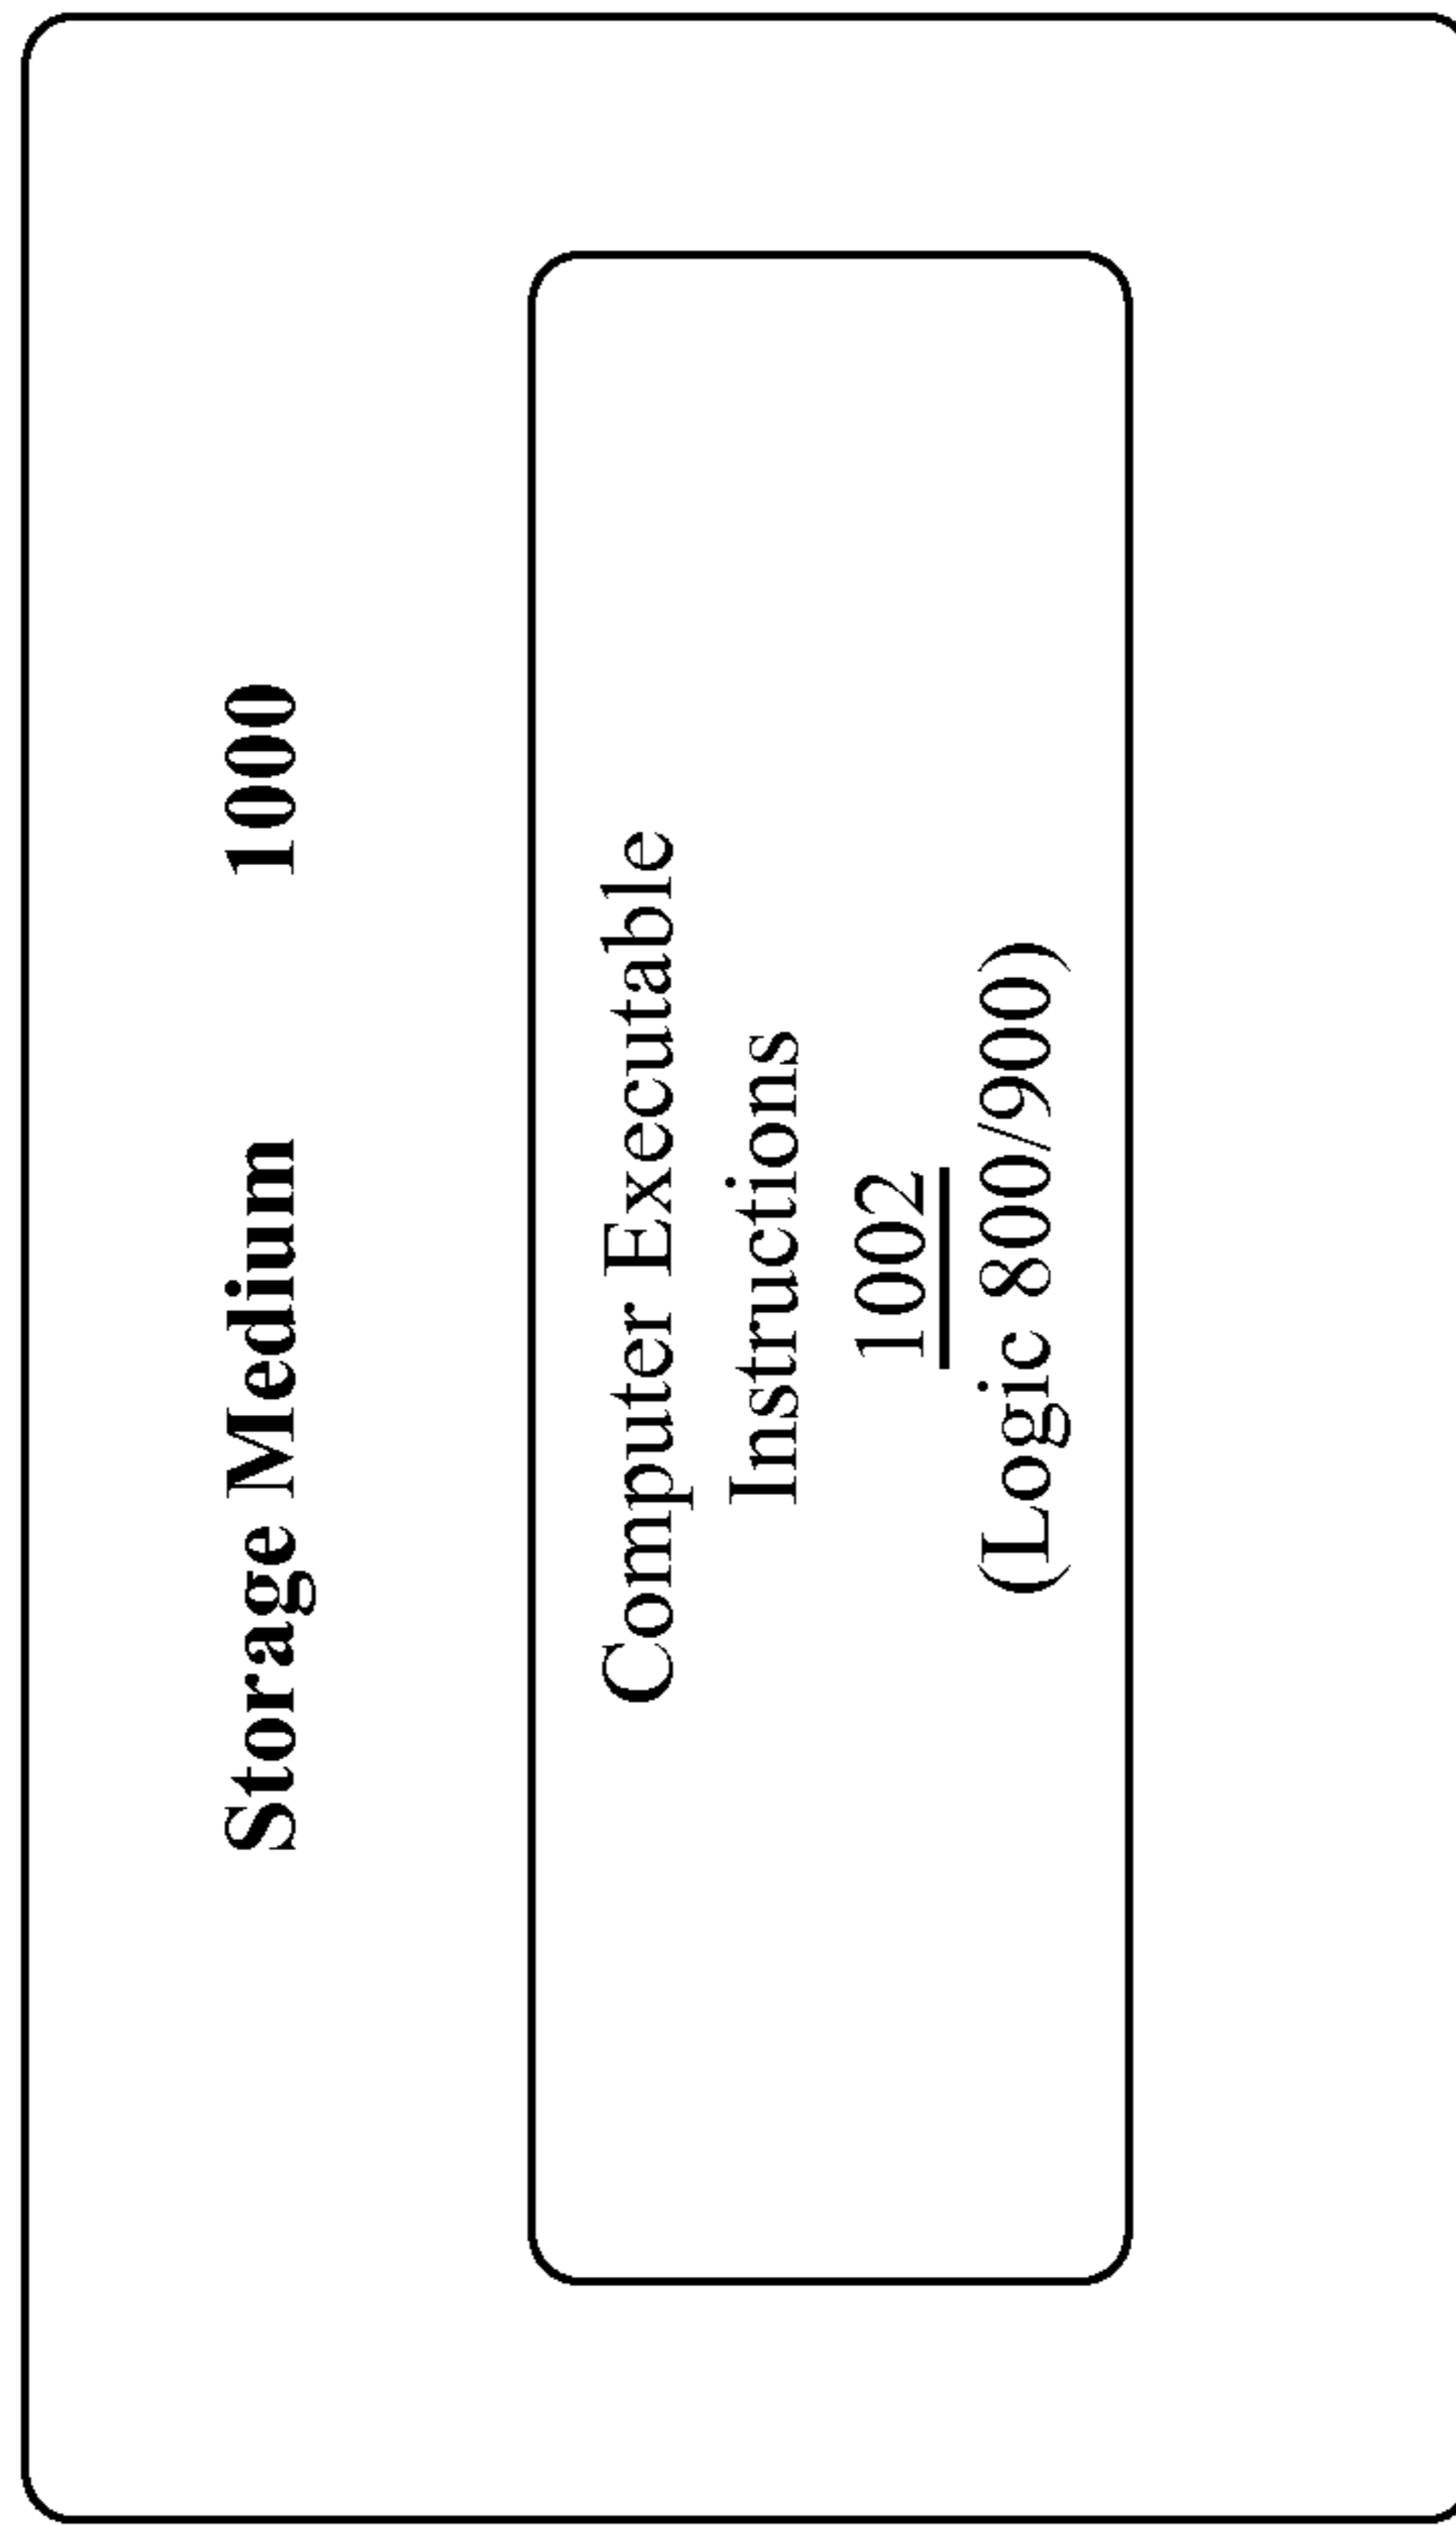 Storage Medium 1000
Computer Executable
Instructions
1002
(Logic 800/900)